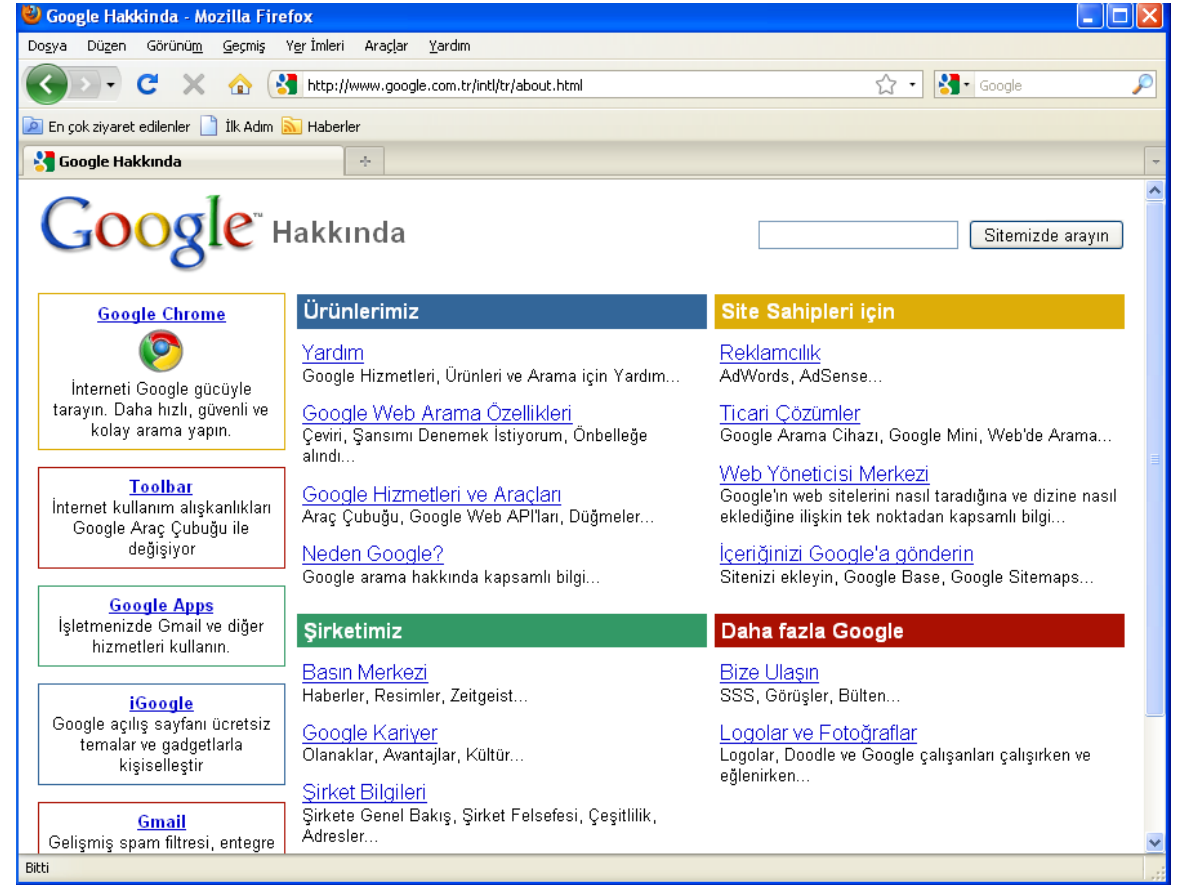 Google Hakkinda - Mozilla Firefox
Dosya Düzen Görünüm Geçmiş Yer İmleri Araçlar Yardım
http://www.google.com.tr/intl/tr/about.html
Google
En çok ziyaret edilenler İlk Adım Haberler
Google Hakkında
Google™ Hakkında
Sitemizde arayın
Google Chrome
İnterneti Google gücüyle
tarayın. Daha hızlı, güvenli ve
kolay arama yapın.
Toolbar
İnternet kullanım alışkanlıkları
Google Araç Çubuğu ile
değişiyor
Google Apps
İşletmenizde Gmail ve diğer
hizmetleri kullanın.
iGoogle
Google açılış sayfanı ücretsiz
temalar ve gadgetlarla
kişiselleştir
Gmail
Gelişmiş spam filtresi, entegre
Ürünlerimiz
Yardım
Google Hizmetleri, Ürünleri ve Arama için Yardım...
Google Web Arama Özellikleri
Çeviri, Şansımı Denemek İstiyorum, Önbelleğe
alındı...
Google Hizmetleri ve Araçları
Araç Çubuğu, Google Web API'ları, Düğmeler...
Neden Google?
Google arama hakkında kapsamlı bilgi...
Site Sahipleri için
Reklamcılık
AdWords, AdSense...
Ticari Çözümler
Google Arama Cihazı, Google Mini, Web'de Arama...
Web Yöneticisi Merkezi
Google'ın web sitelerini nasıl taradığına ve dizine nasıl
eklediğine ilişkin tek noktadan kapsamlı bilgi...
İçeriğinizi Google'a gönderin
Sitenizi ekleyin, Google Base, Google Sitemaps...
Şirketimiz
Basın Merkezi
Haberler, Resimler, Zeitgeist...
Google Kariyer
Olanaklar, Avantajlar, Kültür...
Şirket Bilgileri
Şirkete Genel Bakış, Şirket Felsefesi, Çeşitlilik,
Adresler...
Daha fazla Google
Bize Ulaşın
SSS, Görüşler, Bülten...
Logolar ve Fotoğraflar
Logolar, Doodle ve Google çalışanları çalışırken ve
eğlenirken...
Bitti